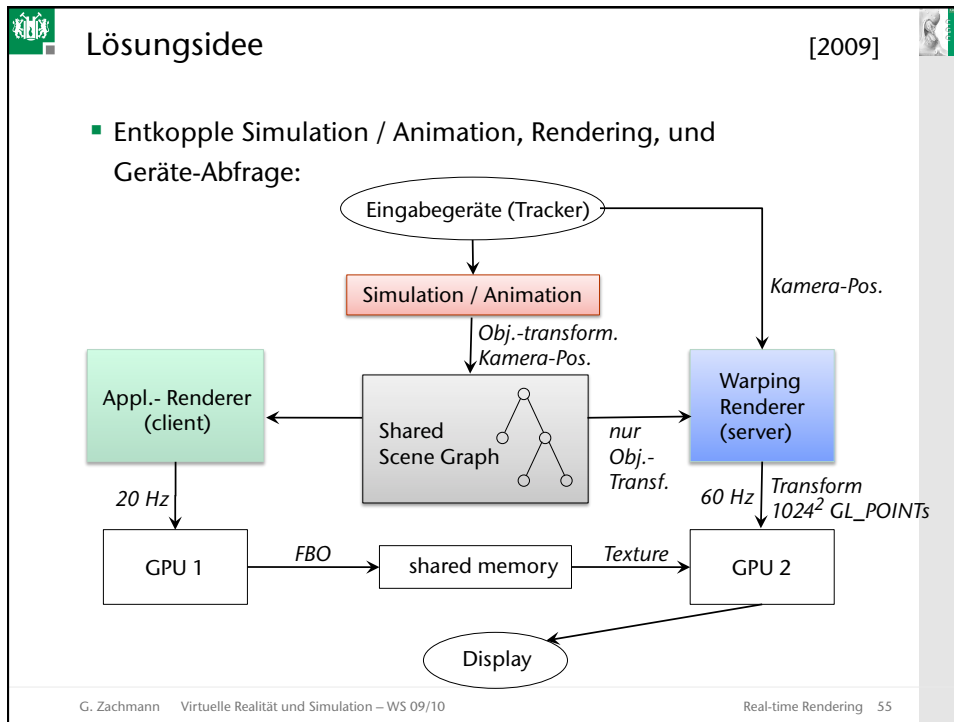 Lösungsidee
[2009]
Entkopple Simulation / Animation, Rendering, und
Geräte-Abfrage:
Eingabegeräte (Tracker)
Simulation / Animation
Kamera-Pos.
Obj.-transform.
Kamera-Pos.
Appl.- Renderer
(client)
Shared
Scene Graph
nur
Obj.-
Transf.
Warping
Renderer
(server)
20 Hz
60 Hz
Transform
1024² GL_POINTs
GPU 1
FBO
shared memory
Texture
GPU 2
Display
G. Zachmann Virtuelle Realität und Simulation – WS 09/10
Real-time Rendering 55